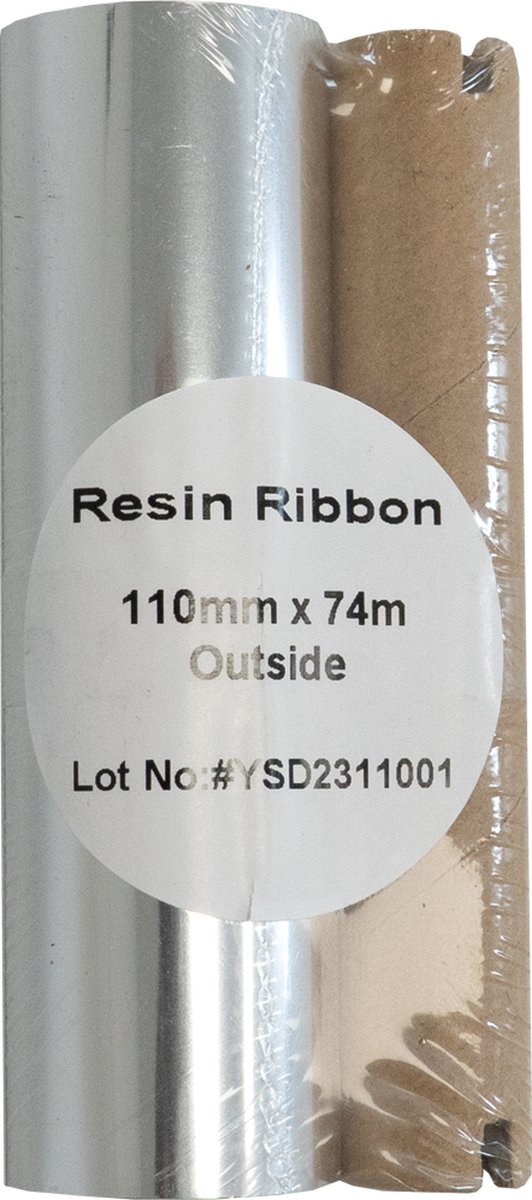 Resin Ribbon
110mm x 74m
Outside
Lot No:#YSD2311001